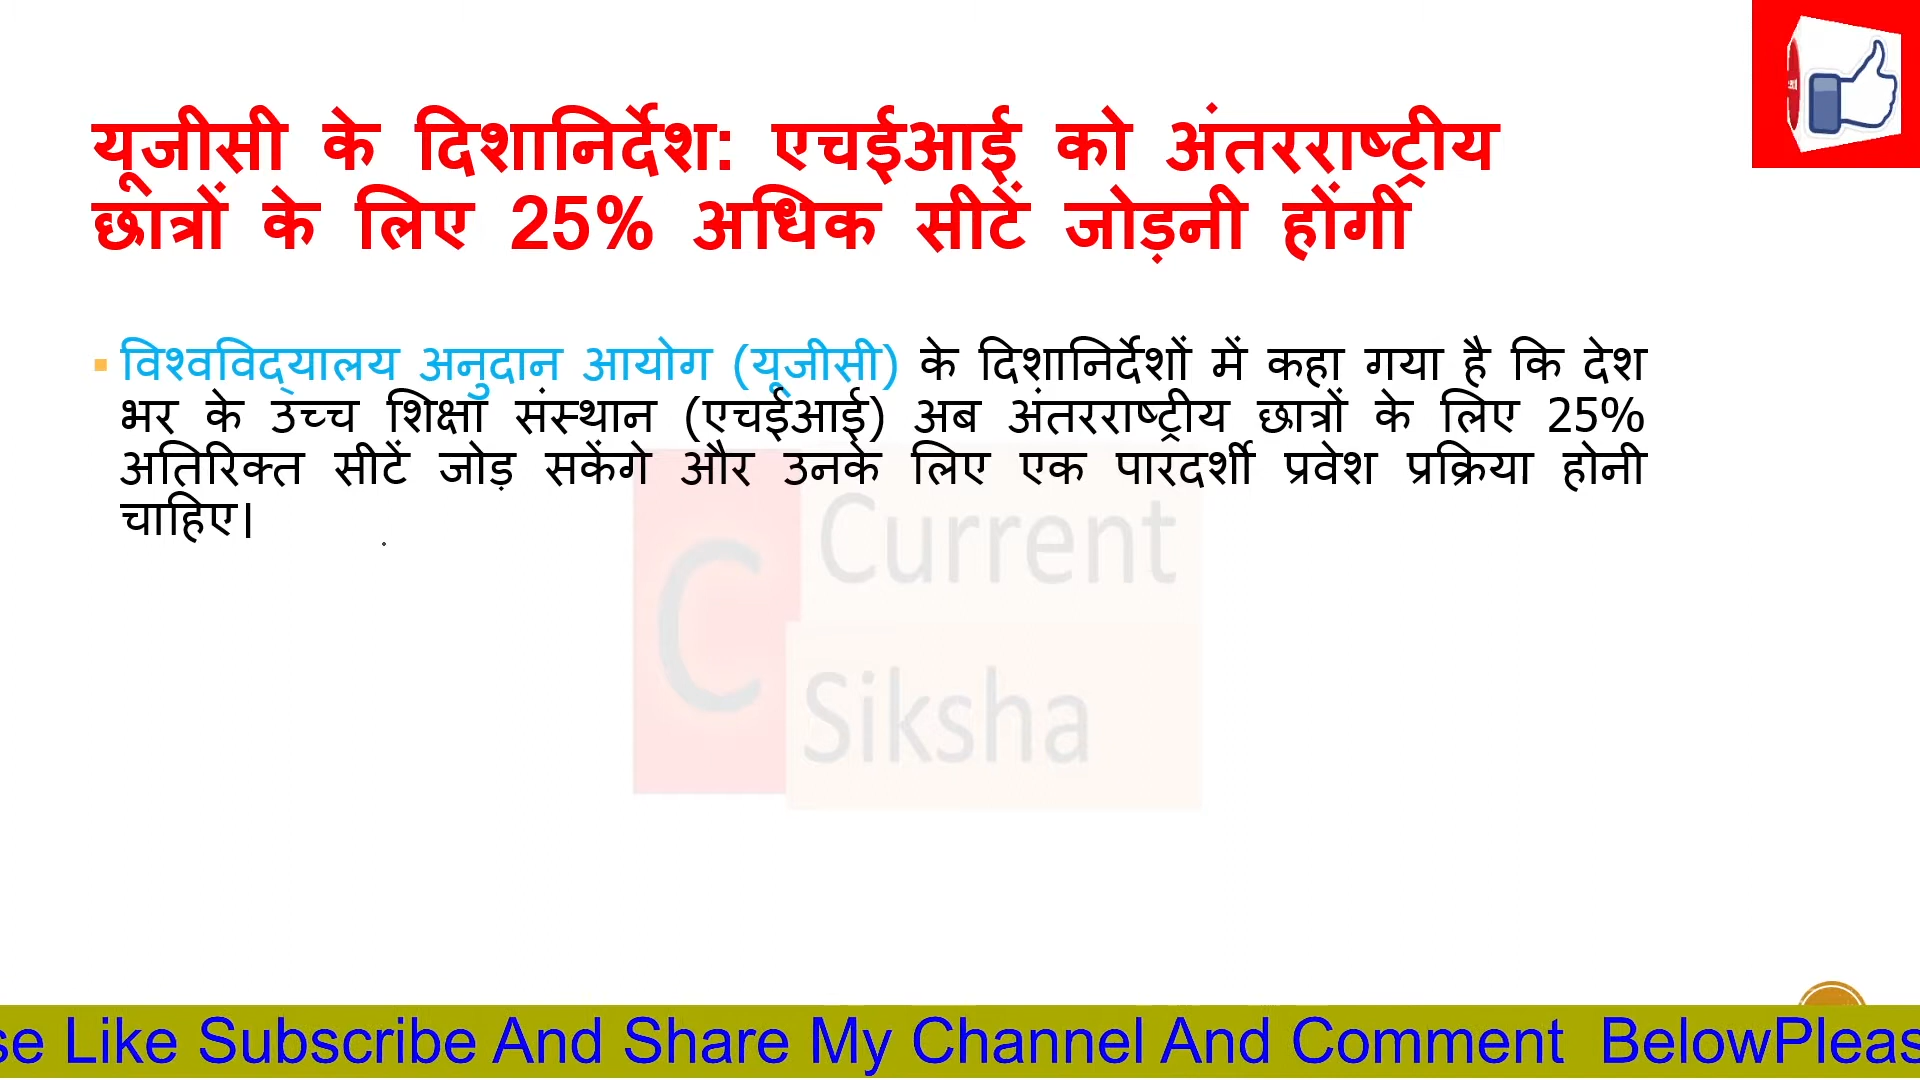 यूजीसी के दिशानिर्देश: एचईआई को अंतरराष्ट्रीय
छात्रों के लिए 25% अधिक सीटें जोड़नी होंगी
▪ विश्वविद्यालय अनुदान आयोग (यूजीसी) के दिशानिर्देशों में कहा गया है कि देश
भर के उच्च शिक्षा संस्थान (एचईआई) अब अंतरराष्ट्रीय छात्रों के लिए 25%
अतिरिक्त सीटें जोड़ सकेंगे और उनके लिए एक पारदर्शी प्रवेश प्रक्रिया होनी
चाहिए।
C
Current
Siksha
se Like Subscribe And Share My Channel And Comment BelowPleas